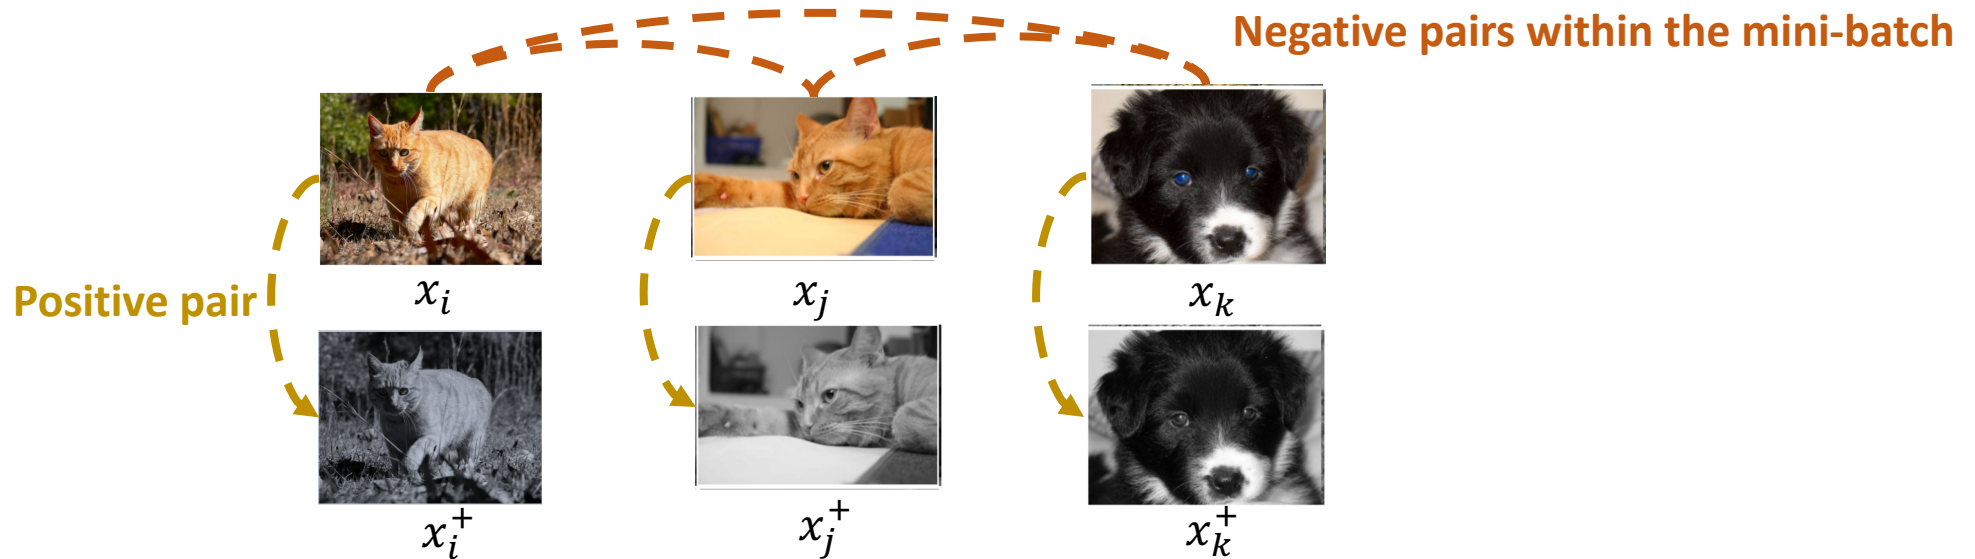 Negative pairs within the mini-batch
Positive pair
x_i
x_j
x_k
x_i^+
x_j^+
x_k^+